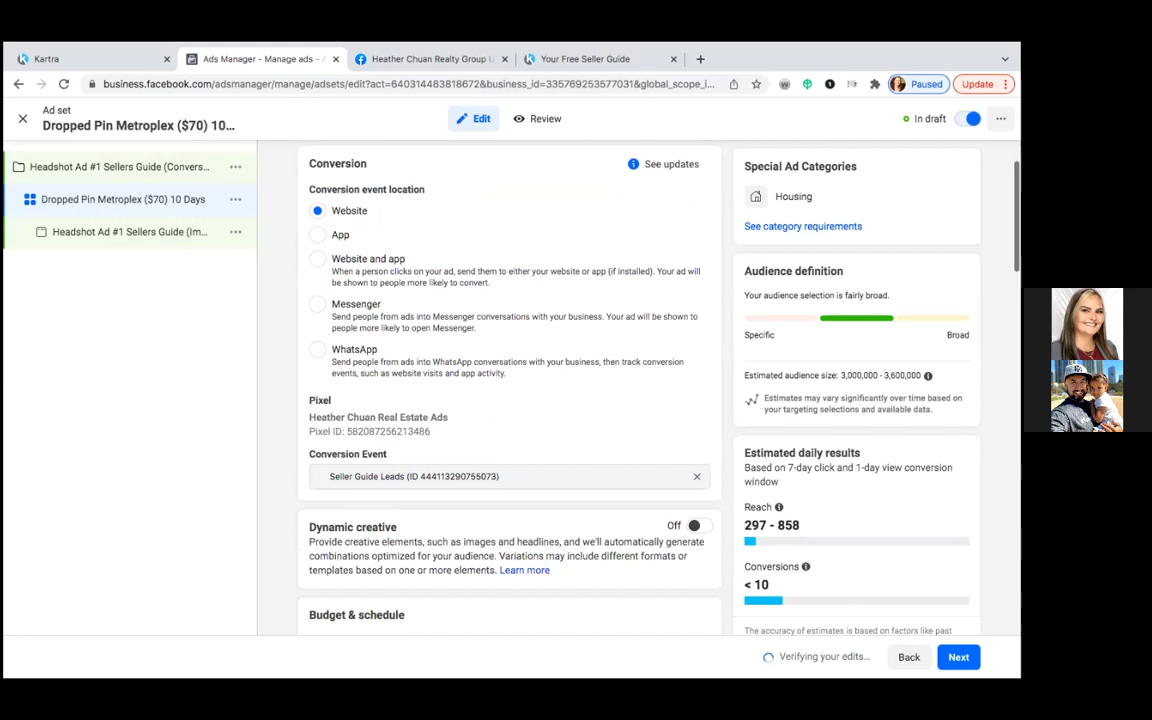 Kartra
Ads Manager - Manage ads -
Heather Chuan Realty Group U
Your Free Seller Guide
business.facebook.com/adsmanager/manage/adsets/edit?act=640314483818672&business_id=335769253577031&global_scope_i...
Paused
Update
Ad set
Dropped Pin Metroplex ($70) 10...
Edit
Review
In draft
Headshot Ad #1 Sellers Guide (Convers...
Dropped Pin Metroplex ($70) 10 Days
Headshot Ad #1 Sellers Guide (Im...
Conversion
See updates
Conversion event location
Website
App
Website and app
When a person clicks on your ad, send them to either your website or app (if installed). Your ad will
be shown to people more likely to convert.
Messenger
Send people from ads into Messenger conversations with your business. Your ad will be shown to
people more likely to open Messenger.
WhatsApp
Send people from ads into WhatsApp conversations with your business, then track conversion
events, such as website visits and app activity.
Pixel
Heather Chuan Real Estate Ads
Pixel ID: 582087256213486
Conversion Event
Seller Guide Leads (ID 444113290755073)
Dynamic creative
Off
Provide creative elements, such as images and headlines, and we'll automatically generate
combinations optimized for your audience. Variations may include different formats or
templates based on one or more elements. Learn more
Budget & schedule
Special Ad Categories
Housing
See category requirements
Audience definition
Your audience selection is fairly broad.
Specific
Broad
Estimated audience size: 3,000,000 - 3,600,000
Estimates may vary significantly over time based on
your targeting selections and available data.
Estimated daily results
Based on 7-day click and 1-day view conversion
window
Reach
297 - 858
Conversions
< 10
The accuracy of estimates is based on factors like past
Verifying your edits...
Back
Next